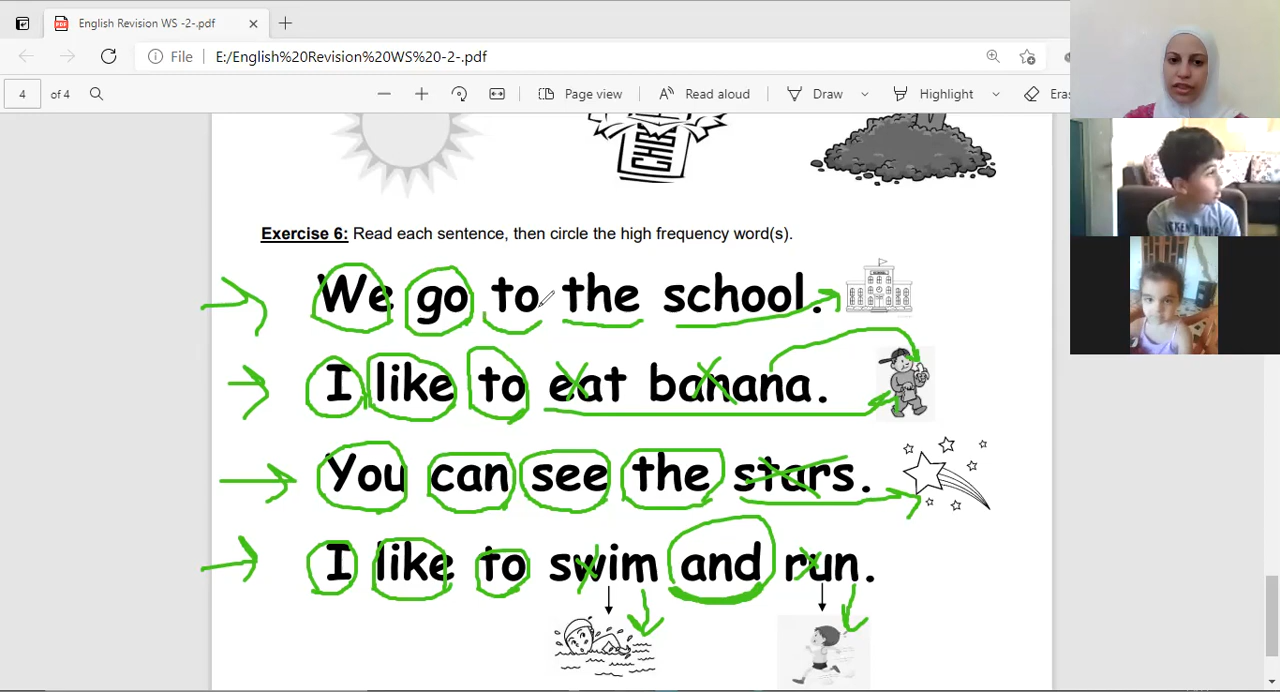 English Revision WS -2-.pdf
File E:/English%20Revision%20WS%20-2-.pdf
4 of 4 Page view Read aloud Draw Highlight
Exercise 6: Read each sentence, then circle the high frequency word(s).
We go to the school.
SCHOOL
I like to eat banana.
You can see the stars.
I like to swim and run.